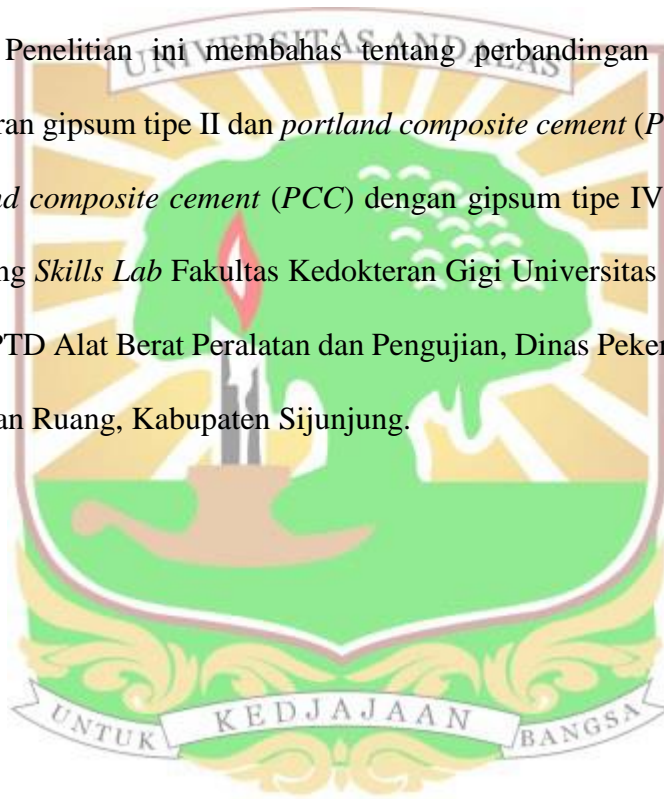 UNIVERSITAS ANDALAS
Penelitian ini membahas tentang perbandingan
ran gipsum tipe II dan portland composite cement (P
d composite cement (PCC) dengan gipsum tipe IV
ng Skills Lab Fakultas Kedokteran Gigi Universitas
PTD Alat Berat Peralatan dan Pengujian, Dinas Peker
an Ruang, Kabupaten Sijunjung.
UNTUK KEDJAJAAN BANGSA